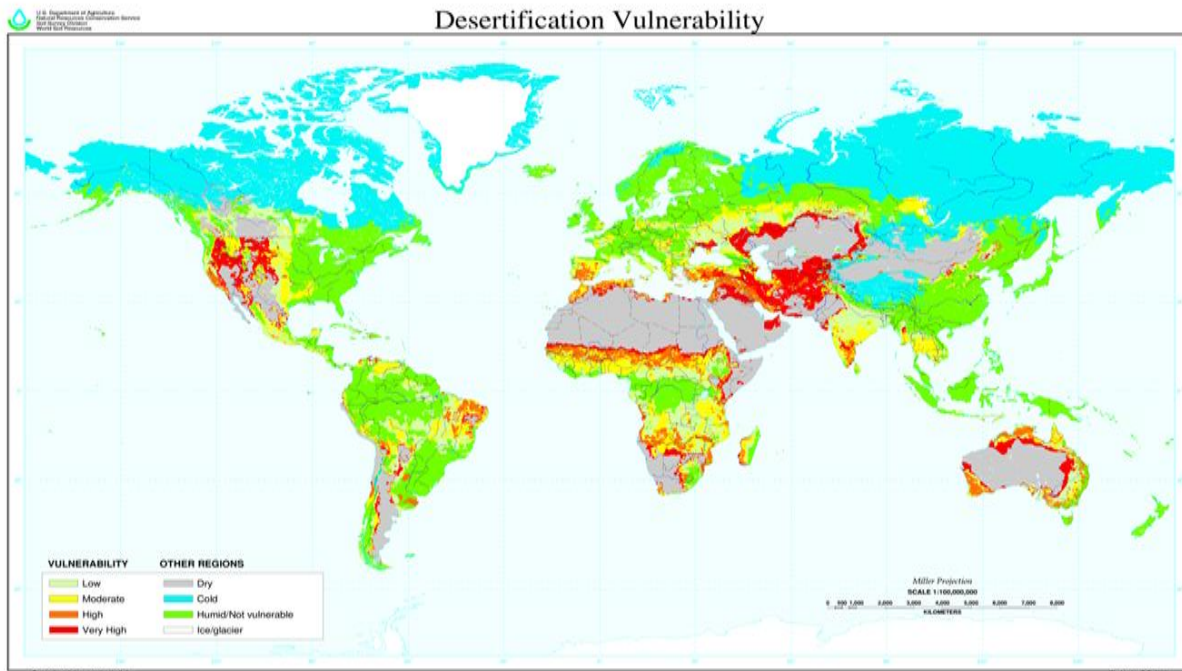 U.S. Department of Agriculture
Natural Resources Conservation Service
Soil Survey Division
World Soil Resources
Desertification Vulnerability
VULNERABILITY
Low
Moderate
High
Very High
OTHER REGIONS
Dry
Cold
Humid/Not vulnerable
Ice/glacier
Miller Projection
SCALE 1:100,000,000
0 500 1,000 2,000 3,000 4,000 5,000 6,000 7,000 8,000
KILOMETERS